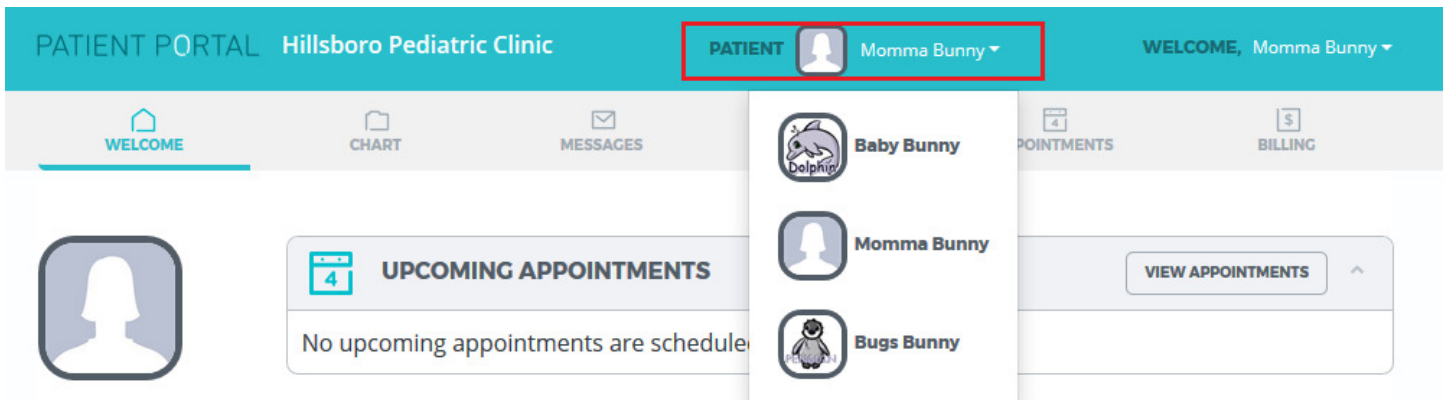 PATIENT PORTAL Hillsboro Pediatric Clinic PATIENT Momma Bunny WELCOME, Momma Bunny
WELCOME CHART MESSAGES POINTMENTS BILLING
Dolphin
Baby Bunny
Momma Bunny
4 UPCOMING APPOINTMENTS VIEW APPOINTMENTS
No upcoming appointments are schedule
Bugs Bunny